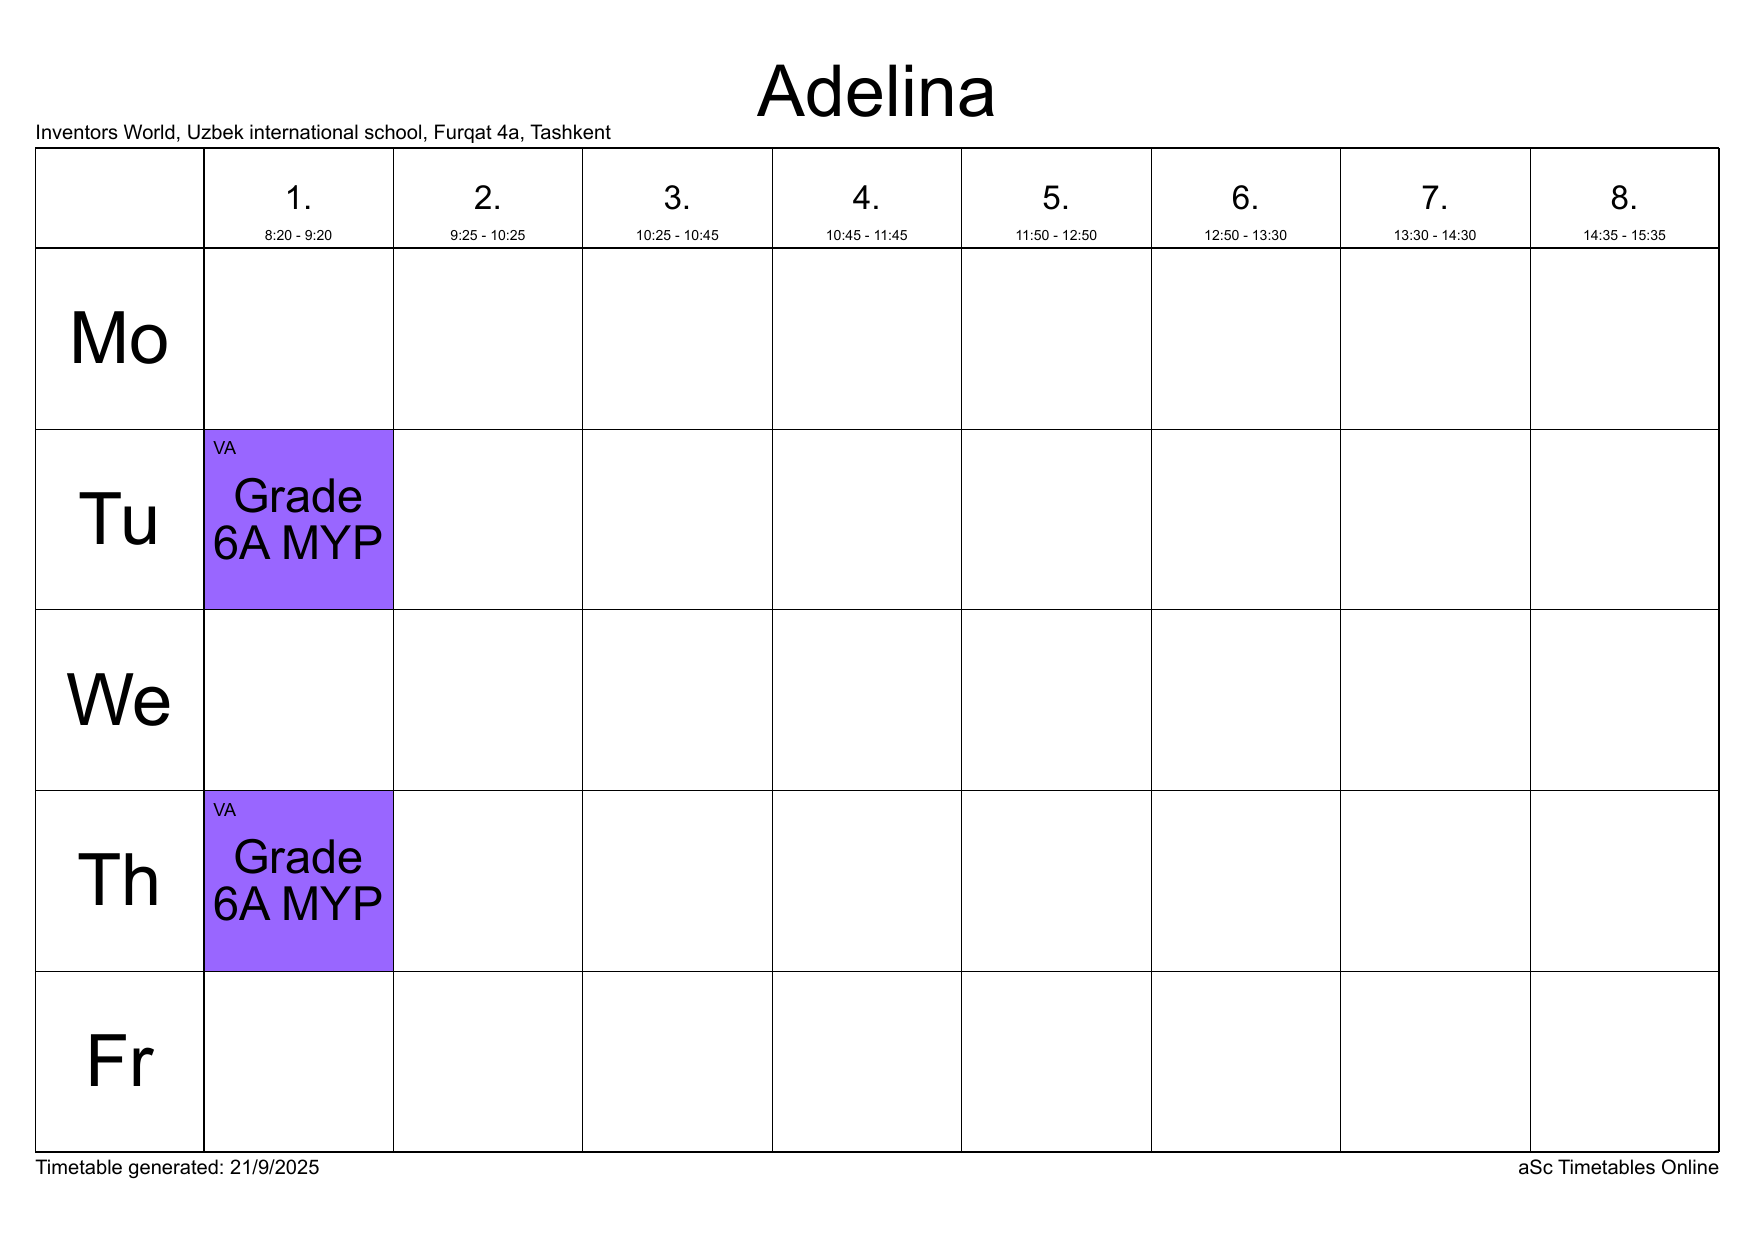 Adelina
Inventors World, Uzbek international school, Furqat 4a, Tashkent
1. 2. 3. 4. 5. 6. 7. 8.
8:20 - 9:20 9:25 - 10:25 10:25 - 10:45 10:45 - 11:45 11:50 - 12:50 12:50 - 13:30 13:30 - 14:30 14:35 - 15:35
Mo
VA
Tu Grade
6A MYP
We
VA
Th Grade
6A MYP
Fr
Timetable generated: 21/9/2025 aSc Timetables Online